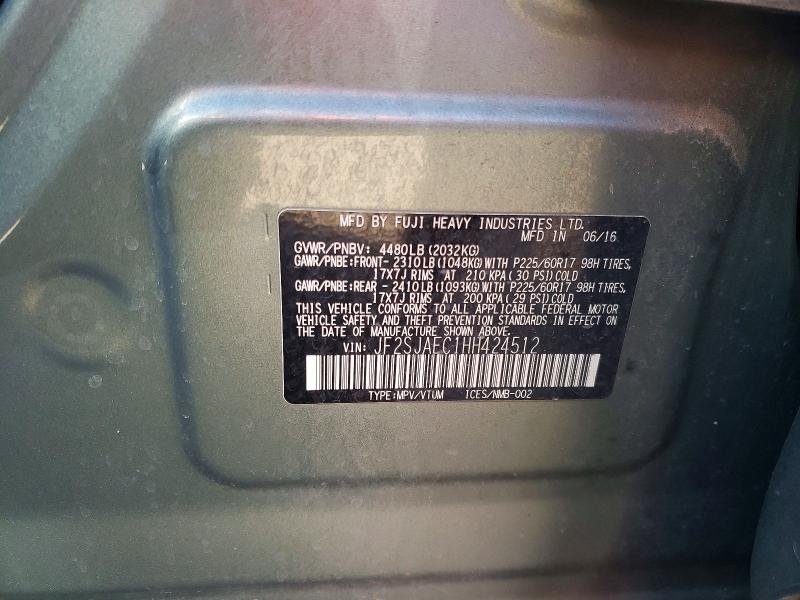 MFD BY FUJI HEAVY INDUSTRIES LTD.
MFD IN 06/16
GVWR/PNBV: 4480LB (2032KG)
GAWR/PNBE:FRONT- 2310LB (1048KG) WITH P225/60R17 98H TIRES,
17X7J RIMS AT 210 KPA ( 30 PSI) COLD
GAWR/PNBE:REAR - 2410LB (1093KG) WITH P225/60R17 98H TIRES,
17X7J RIMS AT 200 KPA ( 29 PSI) COLD
THIS VEHICLE CONFORMS TO ALL APPLICABLE FEDERAL MOTOR
VEHICLE SAFETY AND THEFT PREVENTION STANDARDS IN EFFECT
ON THE DATE OF MANUFACTURE SHOWN ABOVE.
VIN: JF2SJAEC1HH424512
TYPE:MPV/VTUM ICES/NMB-002